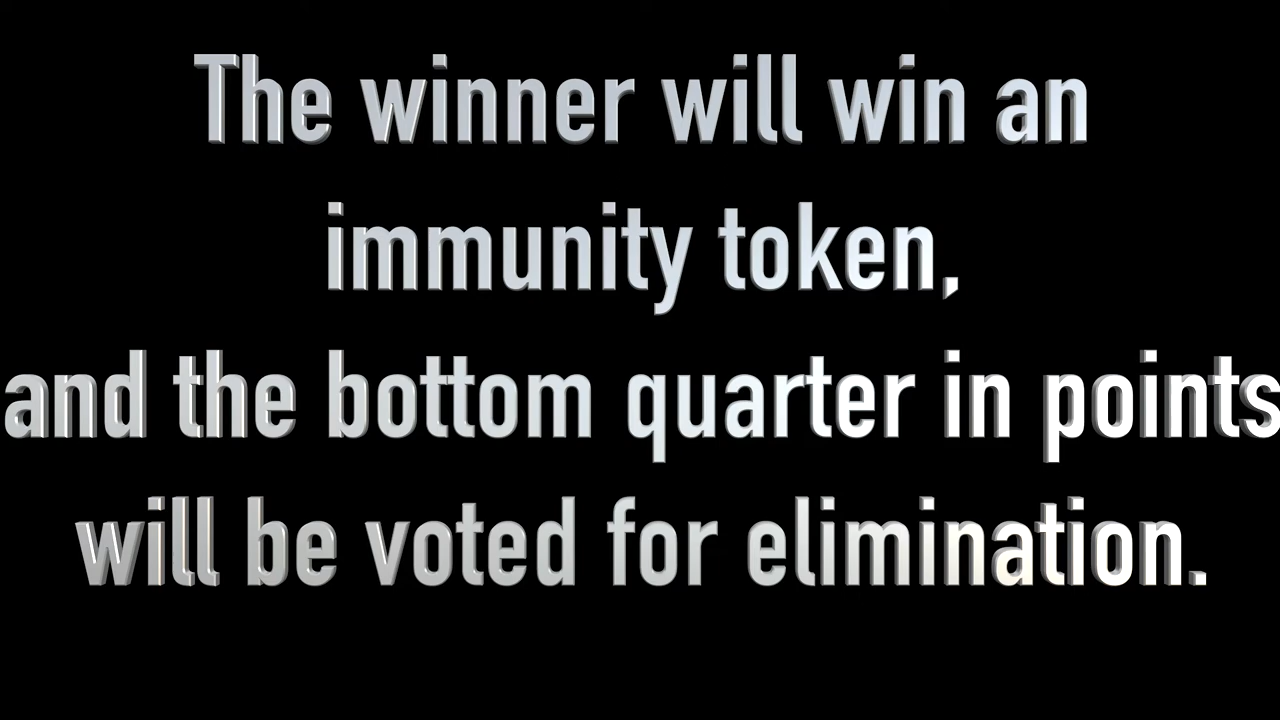 The winner will win an
immunity token,
and the bottom quarter in points
will be voted for elimination.